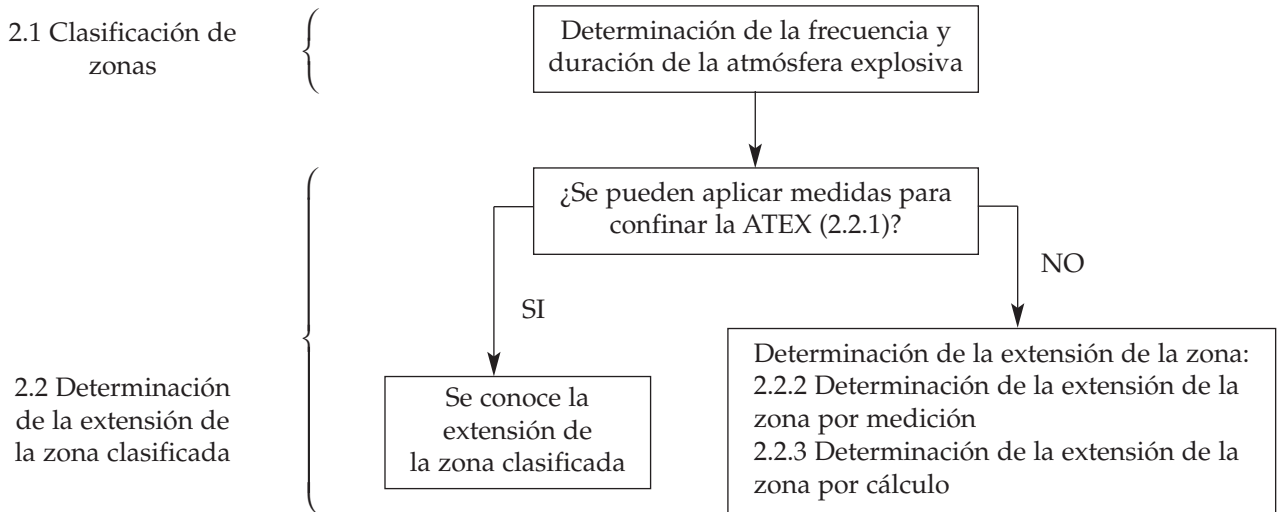 2.1 Clasificación de
zonas
Determinación de la frecuencia y
duración de la atmósfera explosiva
¿Se pueden aplicar medidas para
confinar la ATEX (2.2.1)?
SI
NO
2.2 Determinación
de la extensión de
la zona clasificada
Se conoce la
extensión de
la zona clasificada
Determinación de la extensión de la zona:
2.2.2 Determinación de la extensión de la
zona por medición
2.2.3 Determinación de la extensión de la
zona por cálculo